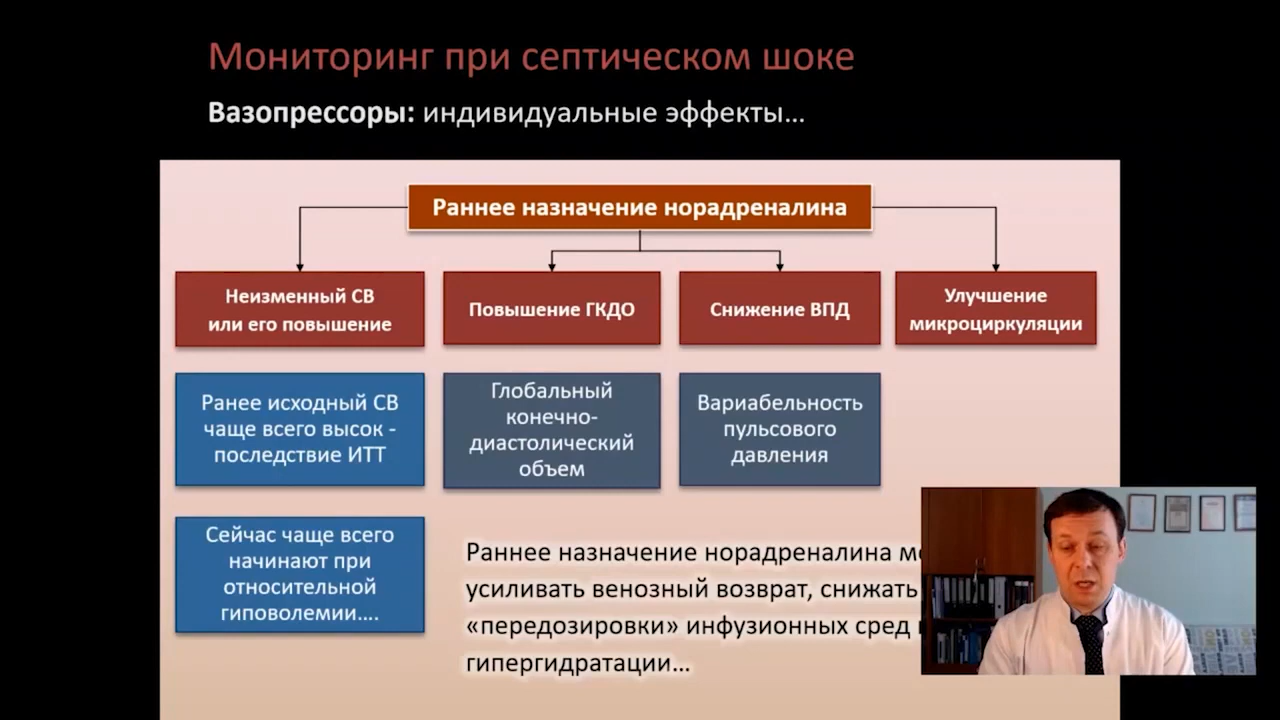 Мониторинг при септическом шоке
Вазопрессоры: индивидуальные эффекты…
Раннее назначение норадреналина
Неизменный СВ
или его повышение
Повышение ГКДО
Снижение ВПД
Улучшение
микроциркуляции
Ранее исходный СВ
чаще всего высок -
последствие ИТТ
Глобальный
конечно-
диастолический
объем
Вариабельность
пульсового
давления
Сейчас чаще всего
начинают при
относительной
гиповолемии….
Раннее назначение норадреналина
усиливать венозный возврат, снижать
«передозировки» инфузионных сред
гипергидратации…